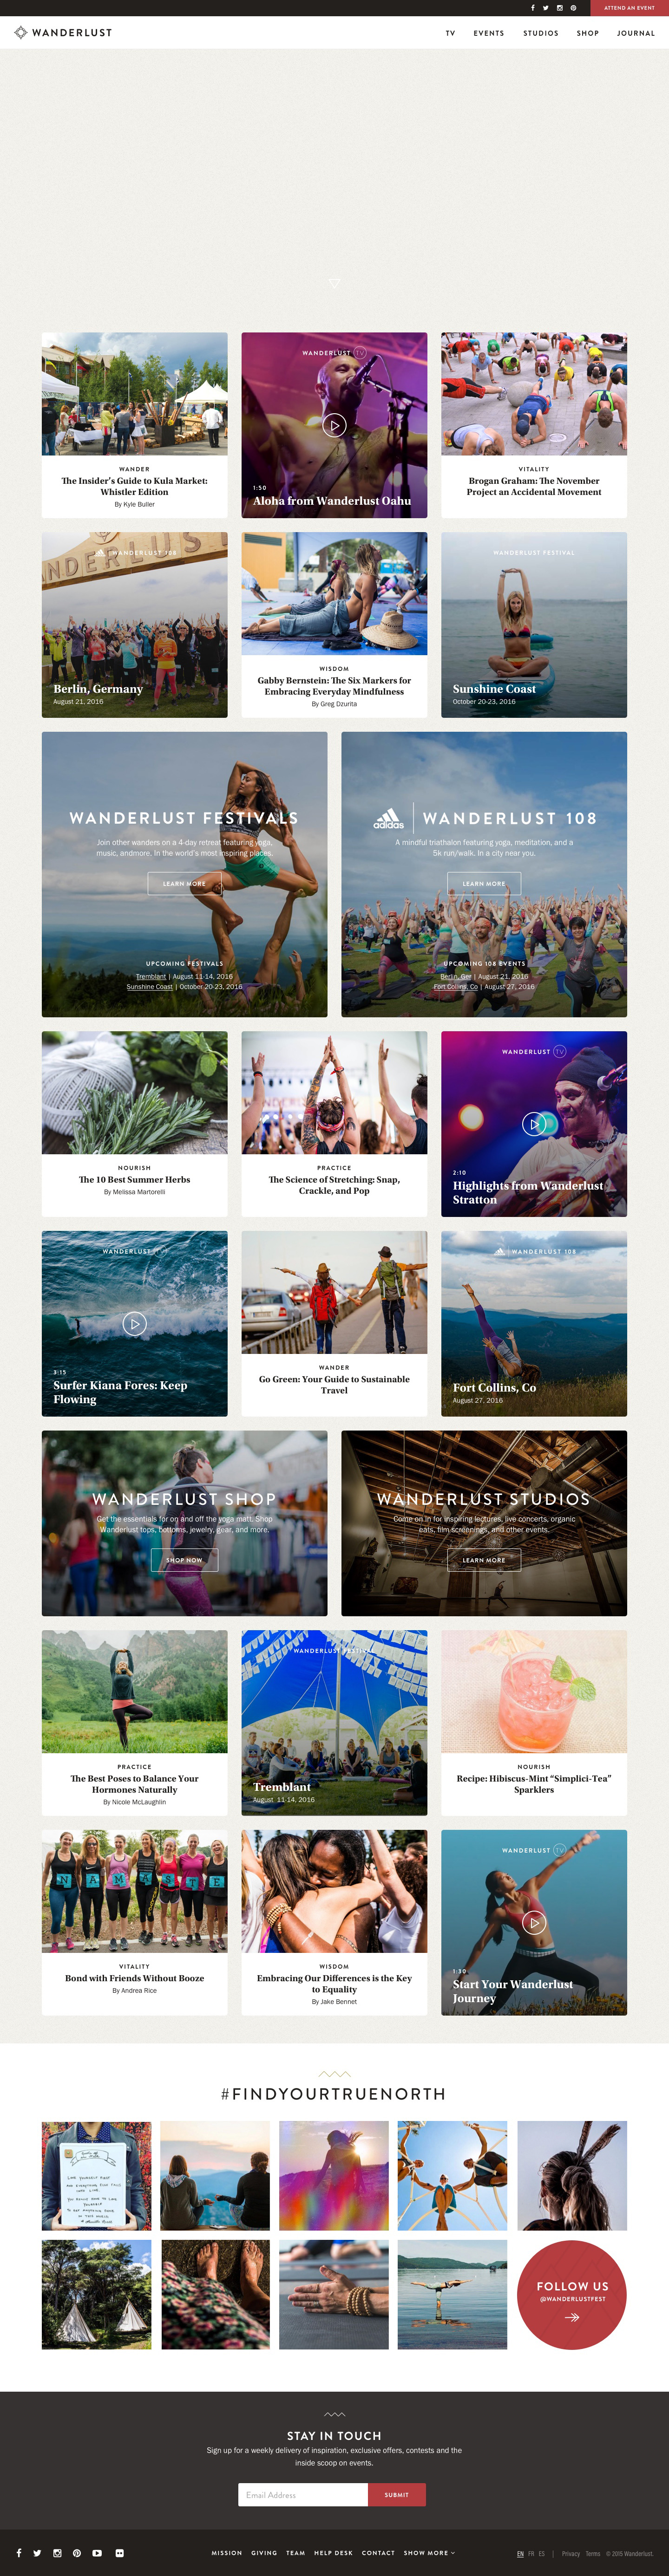 ATTEND AN EVENT
WANDERLUST
TV EVENTS STUDIOS SHOP JOURNAL
WANDER
The Insider's Guide to Kula Market:
Whistler Edition
By Kyle Buller
WANDERLUST TV
1:50
Aloha from Wanderlust Oahu
VITALITY
Brogan Graham: The November
Project an Accidental Movement
WANDERLUST 108
Berlin, Germany
August 21, 2016
WISDOM
Gabby Bernstein: The Six Markers for
Embracing Everyday Mindfulness
By Greg Dzurita
WANDERLUST FESTIVAL
Sunshine Coast
October 20-23, 2016
WANDERLUST FESTIVALS
Join other wanders on a 4-day retreat featuring yoga,
music, andmore. In the world's most inspiring places.
LEARN MORE
UPCOMING FESTIVALS
Tremblant | August 11-14, 2016
Sunshine Coast | October 20-23, 2016
adidas WANDERLUST 108
A mindful triathalon featuring yoga, meditation, and a
5k run/walk. In a city near you.
LEARN MORE
UPCOMING 108 EVENTS
Berlin, Ger | August 21, 2016
Fort Collins, Co | August 27, 2016
NOURISH
The 10 Best Summer Herbs
By Melissa Martorelli
PRACTICE
The Science of Stretching: Snap,
Crackle, and Pop
WANDERLUST TV
2:10
Highlights from Wanderlust
Stratton
WANDERLUST TV
3:15
Surfer Kiana Fores: Keep
Flowing
WANDER
Go Green: Your Guide to Sustainable
Travel
WANDERLUST 108
Fort Collins, Co
August 27, 2016
WANDERLUST SHOP
Get the essentials for on and off the yoga matt. Shop
Wanderlust tops, bottoms, jewelry, gear, and more.
SHOP NOW
WANDERLUST STUDIOS
Come on in for inspiring lectures, live concerts, organic
eats, film screenings, and other events.
LEARN MORE
PRACTICE
The Best Poses to Balance Your
Hormones Naturally
By Nicole McLaughlin
WANDERLUST FESTIVAL
Tremblant
August 11-14, 2016
NOURISH
Recipe: Hibiscus-Mint “Simplici-Tea”
Sparklers
NAMASTE
VITALITY
Bond with Friends Without Booze
By Andrea Rice
WISDOM
Embracing Our Differences is the Key
to Equality
By Jake Bennet
WANDERLUST TV
1:30
Start Your Wanderlust
Journey
#FINDYOURTRUENORTH
FOLLOW US
@WANDERLUSTFEST
STAY IN TOUCH
Sign up for a weekly delivery of inspiration, exclusive offers, contests and the
inside scoop on events.
Email Address SUBMIT
MISSION GIVING TEAM HELP DESK CONTACT SHOW MORE
EN FR ES | Privacy Terms © 2015 Wanderlust.